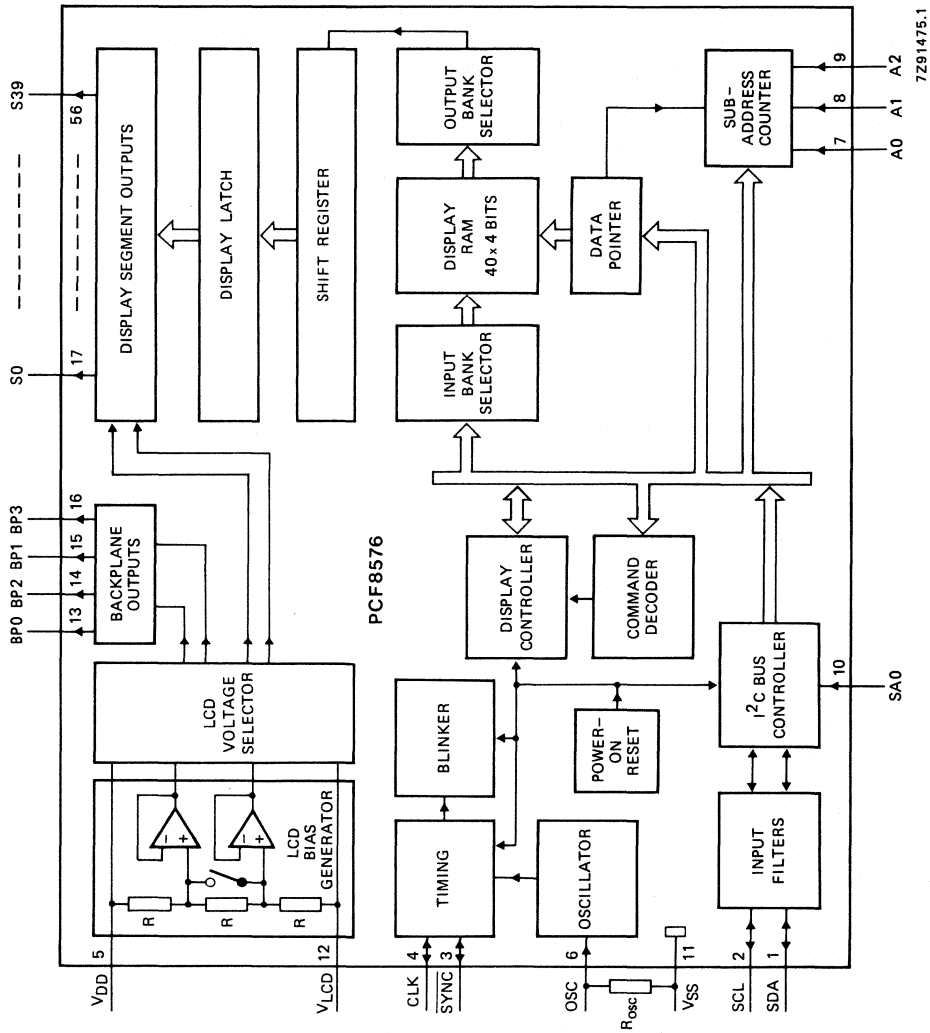 BP0 BP2 BP1 BP3
S0
S39
13 14 15 16
17
56
BACKPLANE
OUTPUTS
DISPLAY SEGMENT OUTPUTS
DISPLAY LATCH
SHIFT REGISTER
VDD
5
R
R
R
-
+
-
+
LCD
BIAS
GENERATOR
VLCD
12
LCD
VOLTAGE
SELECTOR
PCF8576
CLK
4
SYNC
3
TIMING
BLINKER
DISPLAY
CONTROLLER
INPUT
BANK
SELECTOR
DISPLAY
RAM
40 x 4 BITS
OUTPUT
BANK
SELECTOR
OSC
6
OSCILLATOR
POWER-
ON
RESET
COMMAND
DECODER
DATA
POINTER
Rosc
VSS
11
SCL
2
SDA
1
INPUT
FILTERS
I²C BUS
CONTROLLER
10
SA0
SUB-
ADDRESS
COUNTER
7
8
9
A0
A1
A2
7Z91475.1